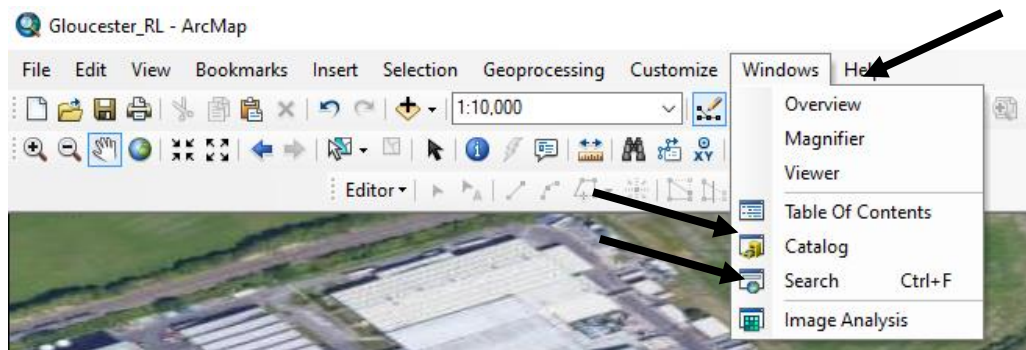 Gloucester_RL - ArcMap
File Edit View Bookmarks Insert Selection Geoprocessing Customize Windows Help
1:10,000
XY
Editor
Overview
Magnifier
Viewer
Table Of Contents
Catalog
Search Ctrl+F
Image Analysis